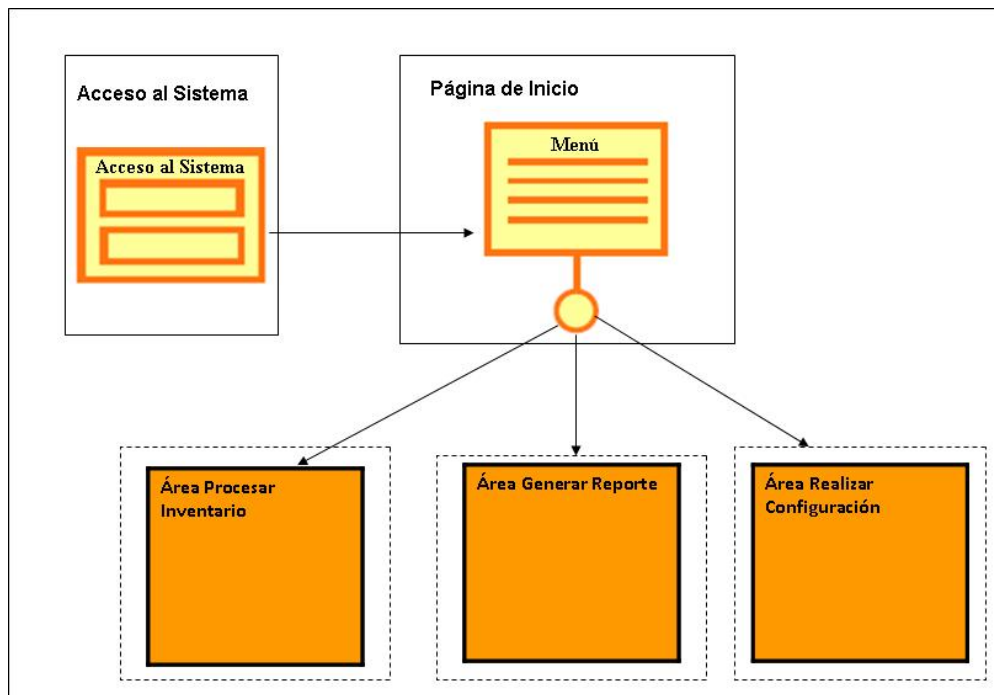 Acceso al Sistema
Acceso al Sistema
Página de Inicio
Menú
Área Procesar
Inventario
Área Generar Reporte
Área Realizar
Configuración